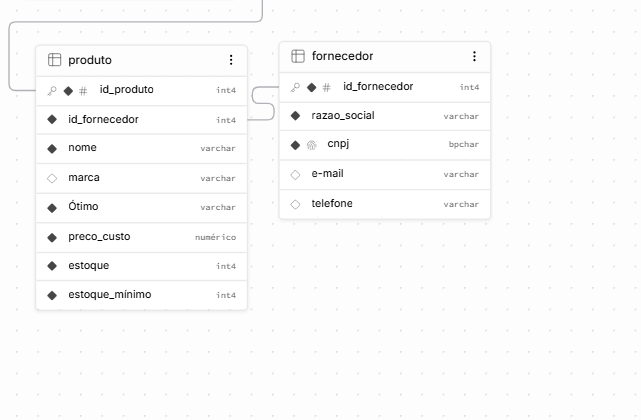 produto
id_produto int4
id_fornecedor int4
nome varchar
marca varchar
Ótimo varchar
preco_custo numérico
estoque int4
estoque_mínimo int4
fornecedor
id_fornecedor int4
razao_social varchar
cnpj bpchar
e-mail varchar
telefone varchar